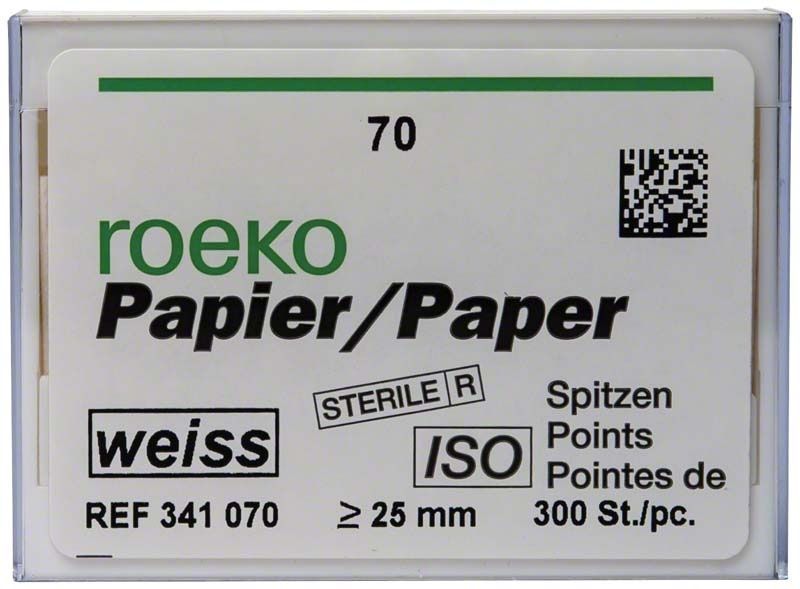 70
roeko
Papier/Paper
STERILE R
weiss
ISO
Spitzen
Points
Pointes de
REF 341 070
≥ 25 mm
300 St./pc.